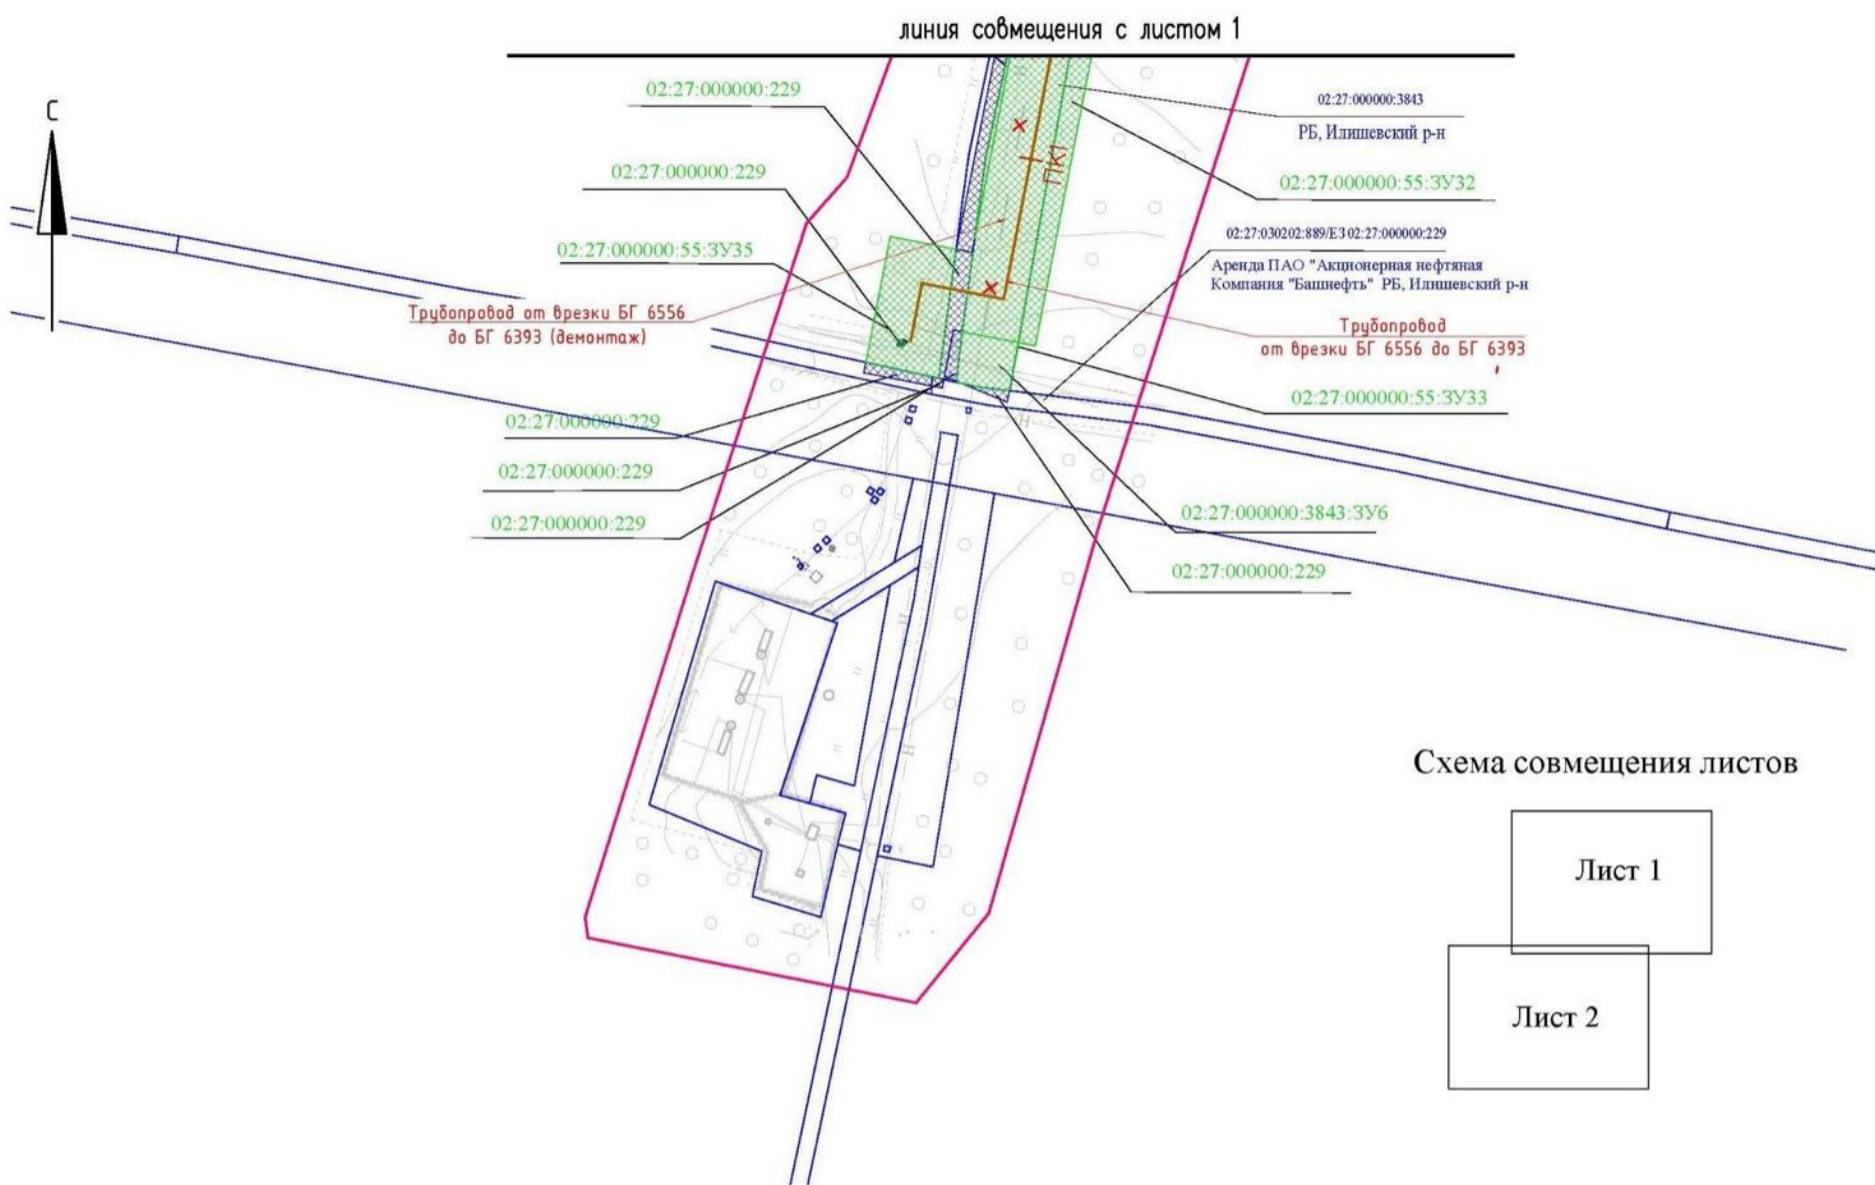 линия совмещения с листом 1
С
02:27:000000:229
02:27:000000:3843
РБ, Илишевский р-н
02:27:000000:229
02:27:000000:55:ЗУ32
ПК1
02:27:000000:55:ЗУ35
02:27:030202:889/ЕЗ 02:27:000000:229
Аренда ПАО "Акционерная нефтяная
Компания "Башнефть" РБ, Илишевский р-н
Трубопровод от врезки БГ 6556
до БГ 6393 (демонтаж)
Трубопровод
от врезки БГ 6556 до БГ 6393
02:27:000000:55:ЗУ33
02:27:000000:229
02:27:000000:229
02:27:000000:229
02:27:000000:3843:ЗУ6
02:27:000000:229
Н
Н
Н
Схема совмещения листов
Лист 1
Лист 2